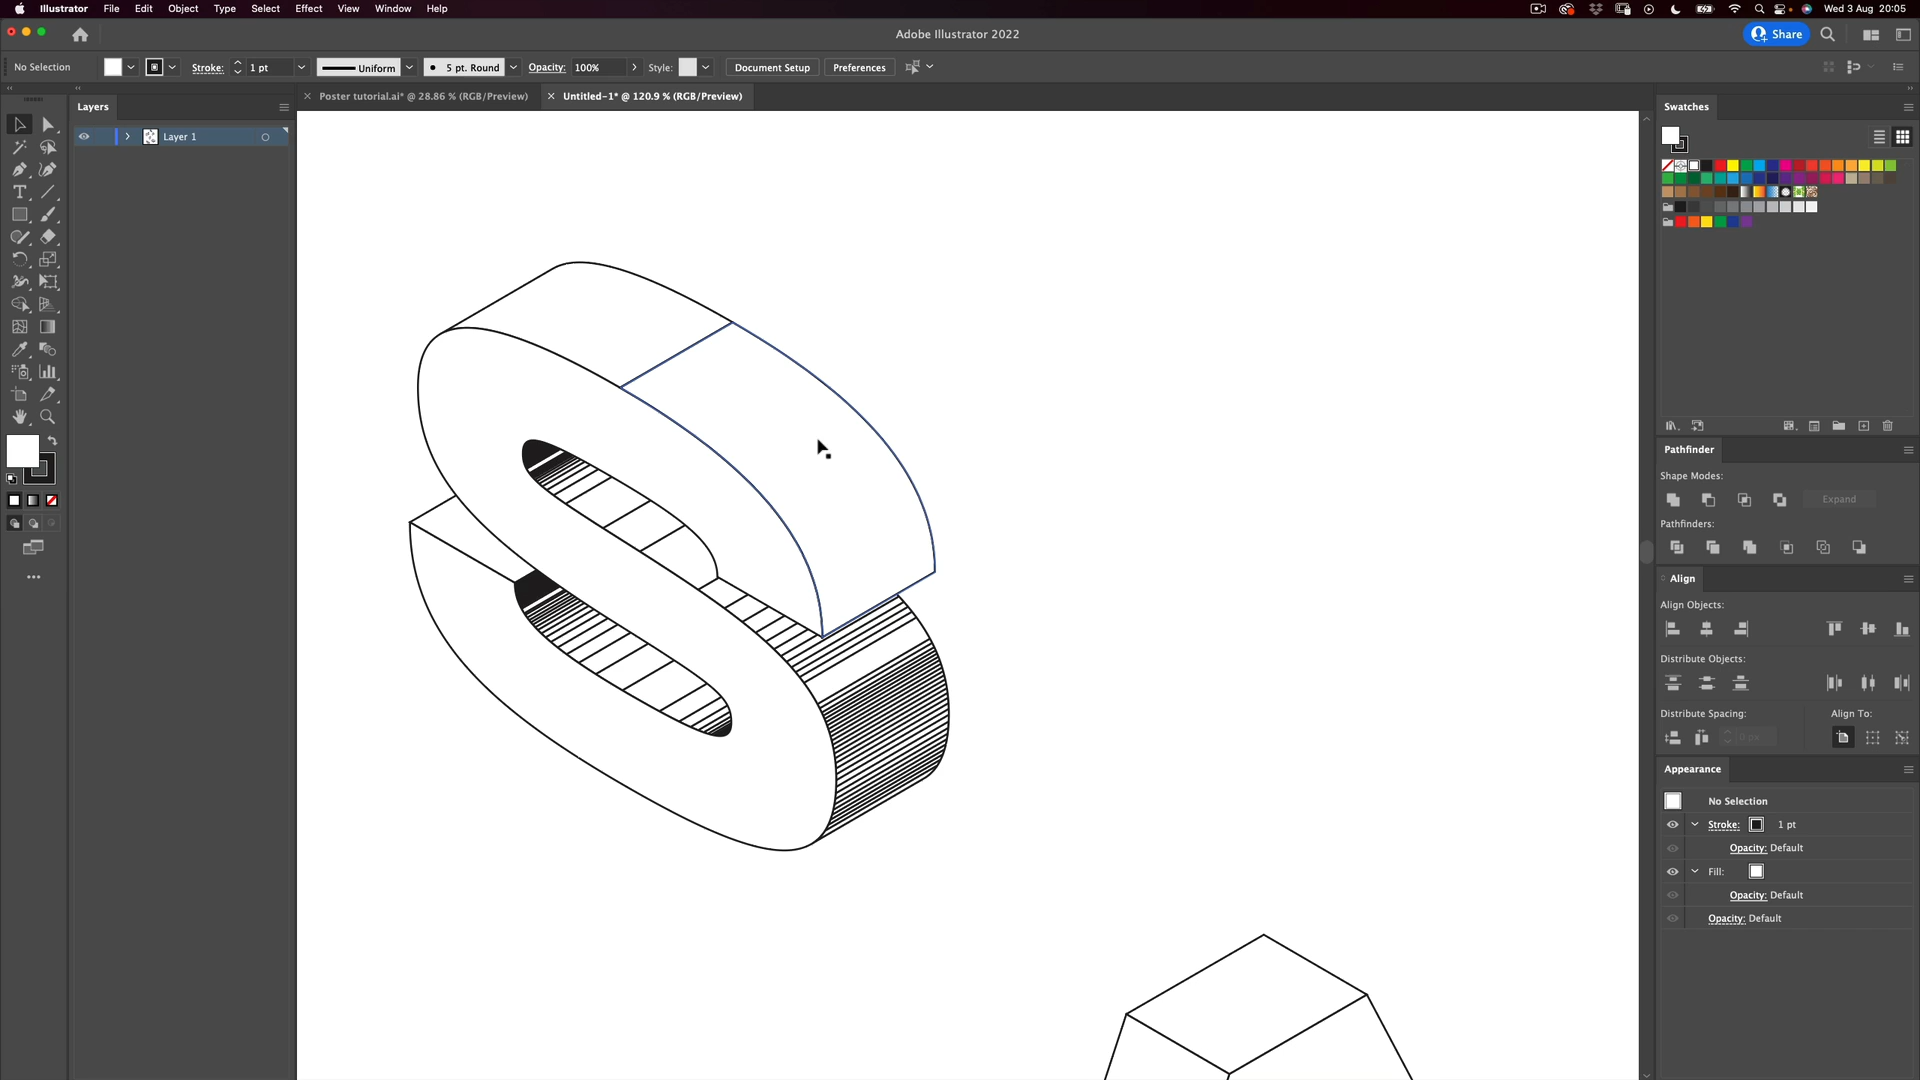 Illustrator File Edit Object Type Select Effect View Window Help Wed 3 Aug 20:05
Adobe Illustrator 2022 Share
No Selection Stroke: 1 pt Uniform 5 pt. Round Opacity: 100% Style: Document Setup Preferences
Layers Poster tutorial.ai* @ 28.86 % (RGB/Preview) Untitled-1* @ 120.9 % (RGB/Preview) Swatches
Layer 1
Pathfinder
Shape Modes:
Expand
Pathfinders:
Align
Align Objects:
Distribute Objects:
Distribute Spacing: Align To:
0 px
Appearance
No Selection
Stroke: 1 pt
Opacity: Default
Fill:
Opacity: Default
Opacity: Default